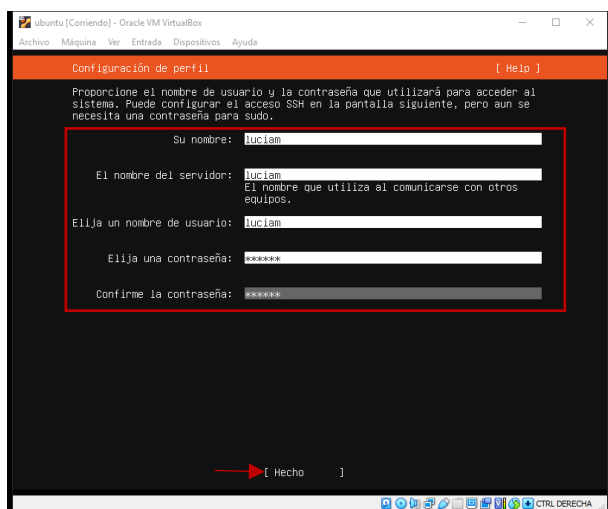 ubuntu [Corriendo] - Oracle VM VirtualBox
Archivo Máquina Ver Entrada Dispositivos Ayuda
Configuración de perfil [ Help ]
Proporcione el nombre de usuario y la contraseña que utilizará para acceder al
sistema. Puede configurar el acceso SSH en la pantalla siguiente, pero aun se
necesita una contraseña para sudo.
Su nombre: luciam
El nombre del servidor: luciam
El nombre que utiliza al comunicarse con otros
equipos.
Elija un nombre de usuario: luciam
Elija una contraseña: ******
Confirme la contraseña: ******
[ Hecho ]
CTRL DERECHA